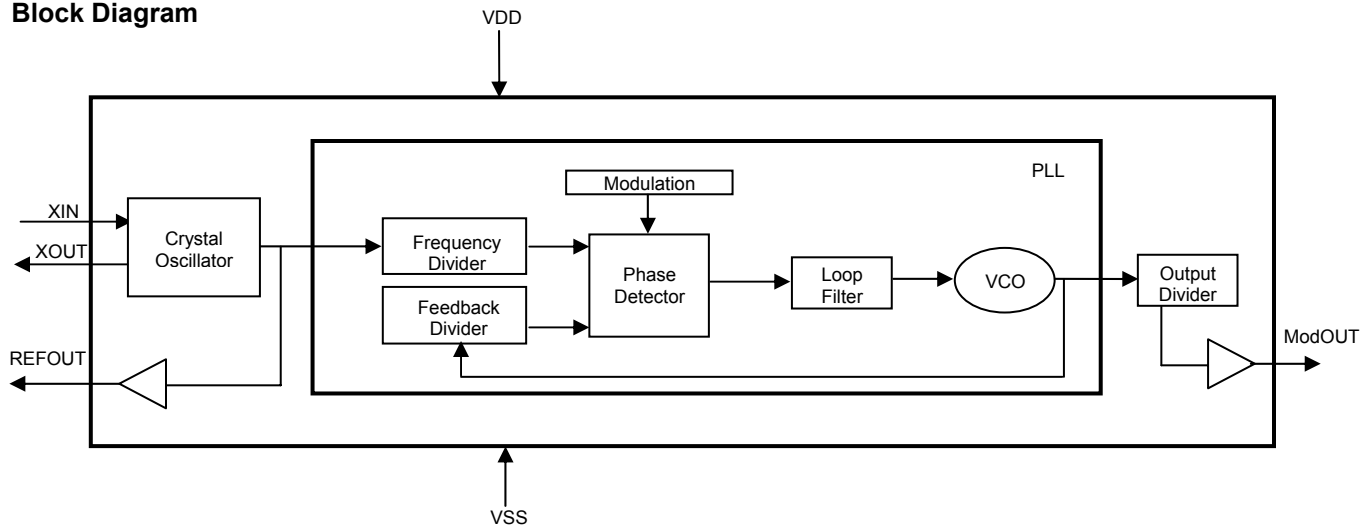 Block Diagram
VDD
PLL
Modulation
XIN
XOUT
Crystal
Oscillator
Frequency
Divider
Feedback
Divider
Phase
Detector
Loop
Filter
VCO
Output
Divider
REFOUT
ModOUT
VSS